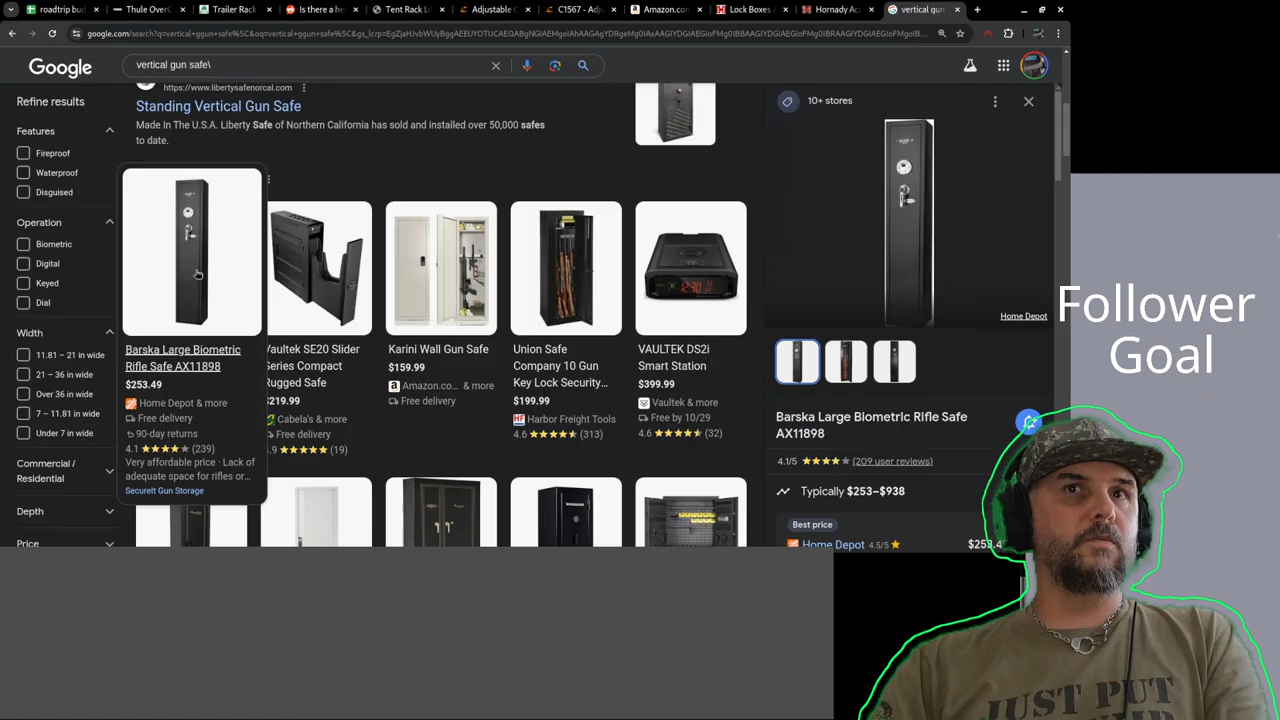 roadtrip bud
Thule OverC
Trailer Rack
Is there a he
Tent Rack Li
Adjustable C
C1567 – Adju
Amazon.com
Lock Boxes &
Hornady Ac
vertical gun
google.com/search?q=vertical+ggun+safe%5C&oq=vertical+ggun+safe%5C&gs_lcrp=
Google
vertical gun safe\
Refine results
Features
Fireproof
Waterproof
Disguised
Operation
Biometric
Digital
Keyed
Dial
Width
11.81 – 21 in wide
21 – 36 in wide
Over 36 in wide
7 – 11.81 in wide
Under 7 in wide
Commercial /
Residential
Depth
Price
https://www.libertysafenorcal.com
Standing Vertical Gun Safe
Made In The U.S.A. Liberty Safe of Northern California has sold and installed over 50,000 safes
to date.
Barska Large Biometric
Rifle Safe AX11898
$253.49
Home Depot & more
Free delivery
90-day returns
4.1 (239)
Very affordable price · Lack of
adequate space for rifles or…
SecureIt Gun Storage
Vaultek SE20 Slider
Series Compact
Rugged Safe
$219.99
Cabela's & more
Free delivery
(19)
Karini Wall Gun Safe
$159.99
Amazon.co... & more
Free delivery
Union Safe
Company 10 Gun
Key Lock Security...
$199.99
Harbor Freight Tools
4.6 (313)
12:30
VAULTEK DS2i
Smart Station
$399.99
Vaultek & more
Free by 10/29
4.6 (32)
10+ stores
Home Depot
Barska Large Biometric Rifle Safe
AX11898
4.1/5 (209 user reviews)
Typically $253–$938
Best price
Home Depot 4.5/5
Follower
Goal
JUST PUT